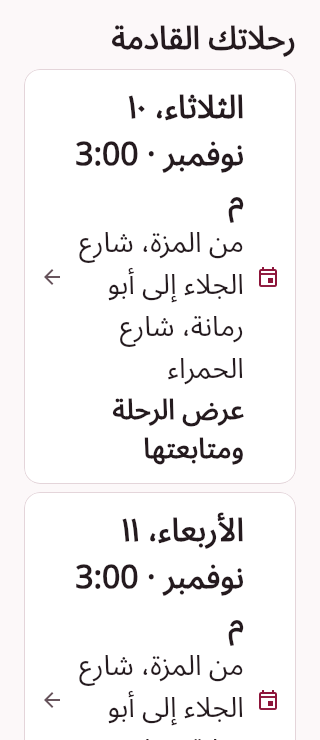 رحلاتك القادمة
الثلاثاء، ١٠
نوفمبر · 3:00
م
من المزة، شارع
الجلاء إلى أبو
رمانة، شارع
الحمراء
عرض الرحلة
ومتابعتها
الأربعاء، ١١
نوفمبر · 3:00
م
من المزة، شارع
الجلاء إلى أبو